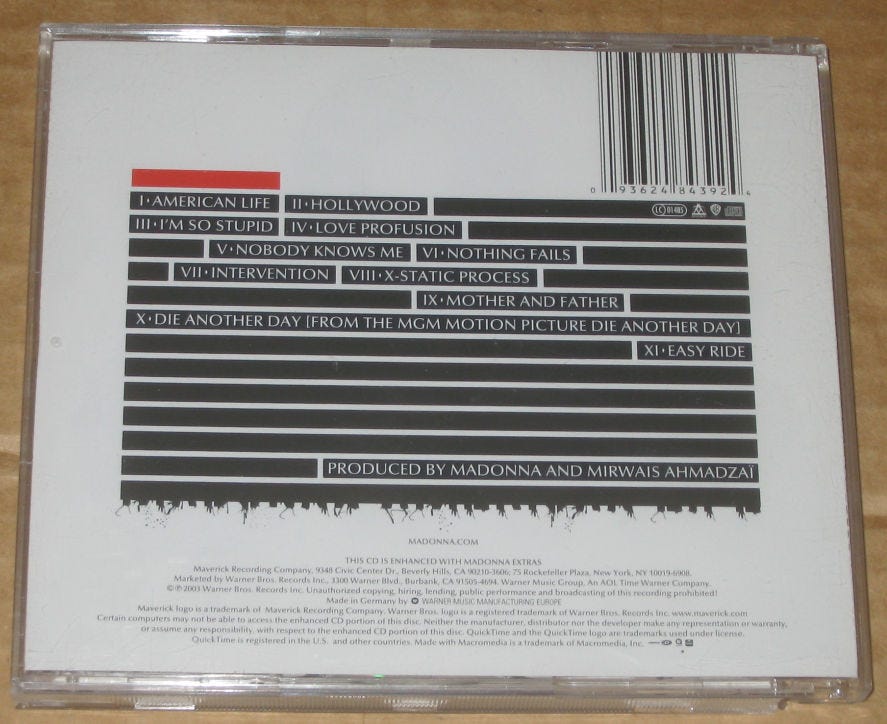 0 93624 84392 4
I·AMERICAN LIFE II·HOLLYWOOD LC 01485
III·I'M SO STUPID IV·LOVE PROFUSION
V·NOBODY KNOWS ME VI·NOTHING FAILS
VII·INTERVENTION VIII·X-STATIC PROCESS
IX·MOTHER AND FATHER
X·DIE ANOTHER DAY [FROM THE MGM MOTION PICTURE DIE ANOTHER DAY]
XI·EASY RIDE
PRODUCED BY MADONNA AND MIRWAIS AHMADZAÏ
MADONNA.COM
THIS CD IS ENHANCED WITH MADONNA EXTRAS
Maverick Recording Company, 9348 Civic Center Dr., Beverly Hills, CA 90210-3606; 75 Rockefeller Plaza, New York, NY 10019-6908.
Marketed by Warner Bros. Records Inc., 3300 Warner Blvd., Burbank, CA 91505-4694. Warner Music Group, An AOL Time Warner Company.
©℗2003 Warner Bros. Records Inc. Unauthorized copying, hiring, lending, public performance and broadcasting of this recording prohibited!
Made in Germany by WARNER MUSIC MANUFACTURING EUROPE
Maverick logo is a trademark of Maverick Recording Company. Warner Bros. logo is a registered trademark of Warner Bros. Records Inc. www.maverick.com
Certain computers may not be able to access the enhanced CD portion of this disc. Neither the manufacturer, distributor nor the developer make any representation or warranty,
or assume any responsibility, with respect to the enhanced CD portion of this disc. QuickTime and the QuickTime logo are trademarks used under license.
QuickTime is registered in the U.S. and other countries. Made with Macromedia is a trademark of Macromedia, Inc.